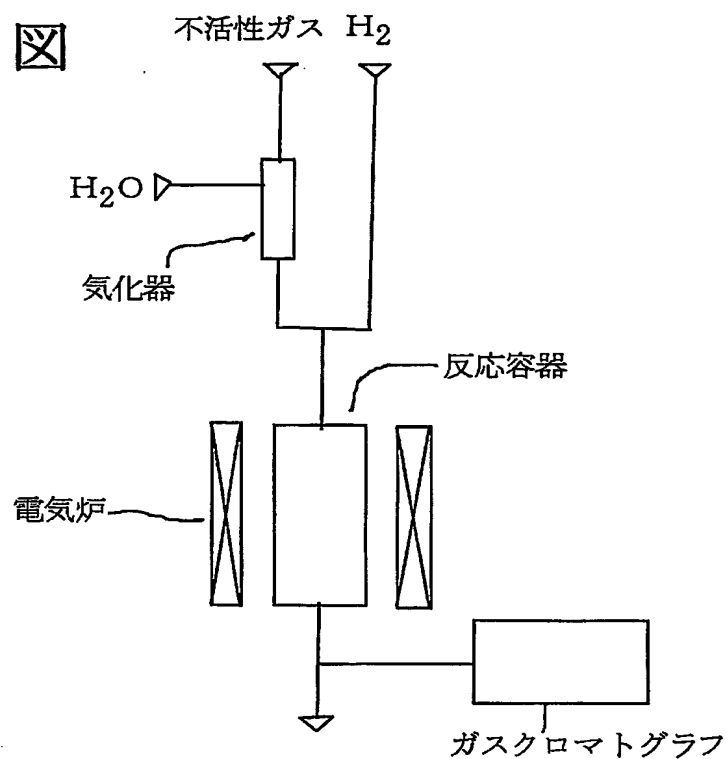 図
不活性ガス H₂
H₂O
気化器
反応容器
電気炉
ガスクロマトグラフ